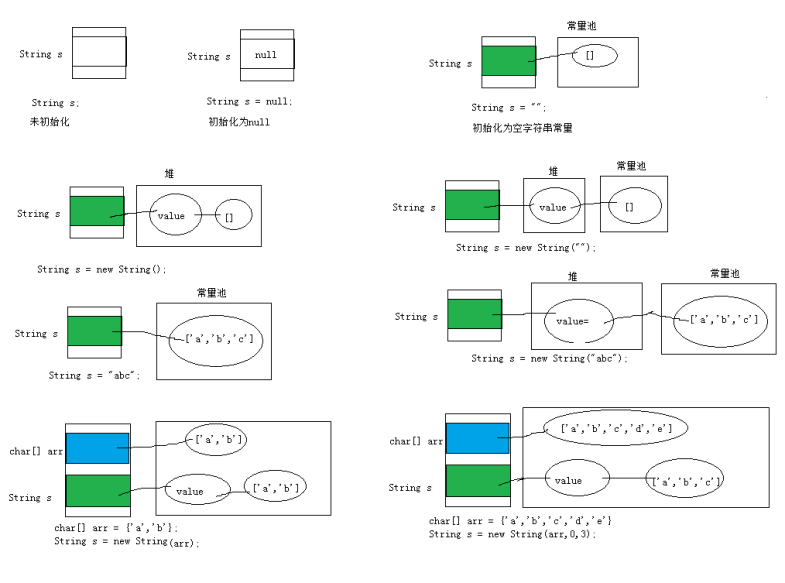 String s
String s;
未初始化
String s
null
String s = null;
初始化为null
常量池
String s
[]
String s = "";
初始化为空字符串常量
堆
String s
value
[]
String s = new String();
堆
常量池
String s
value
[]
String s = new String("");
常量池
String s
['a','b','c']
String s = "abc";
堆
常量池
String s
value=
['a','b','c']
String s = new String("abc");
char[] arr
['a','b']
String s
value
['a','b']
char[] arr = {'a','b'};
String s = new String(arr);
char[] arr
['a','b','c','d','e']
String s
value
['a','b','c']
char[] arr = {'a','b','c','d','e'}
String s = new String(arr,0,3);